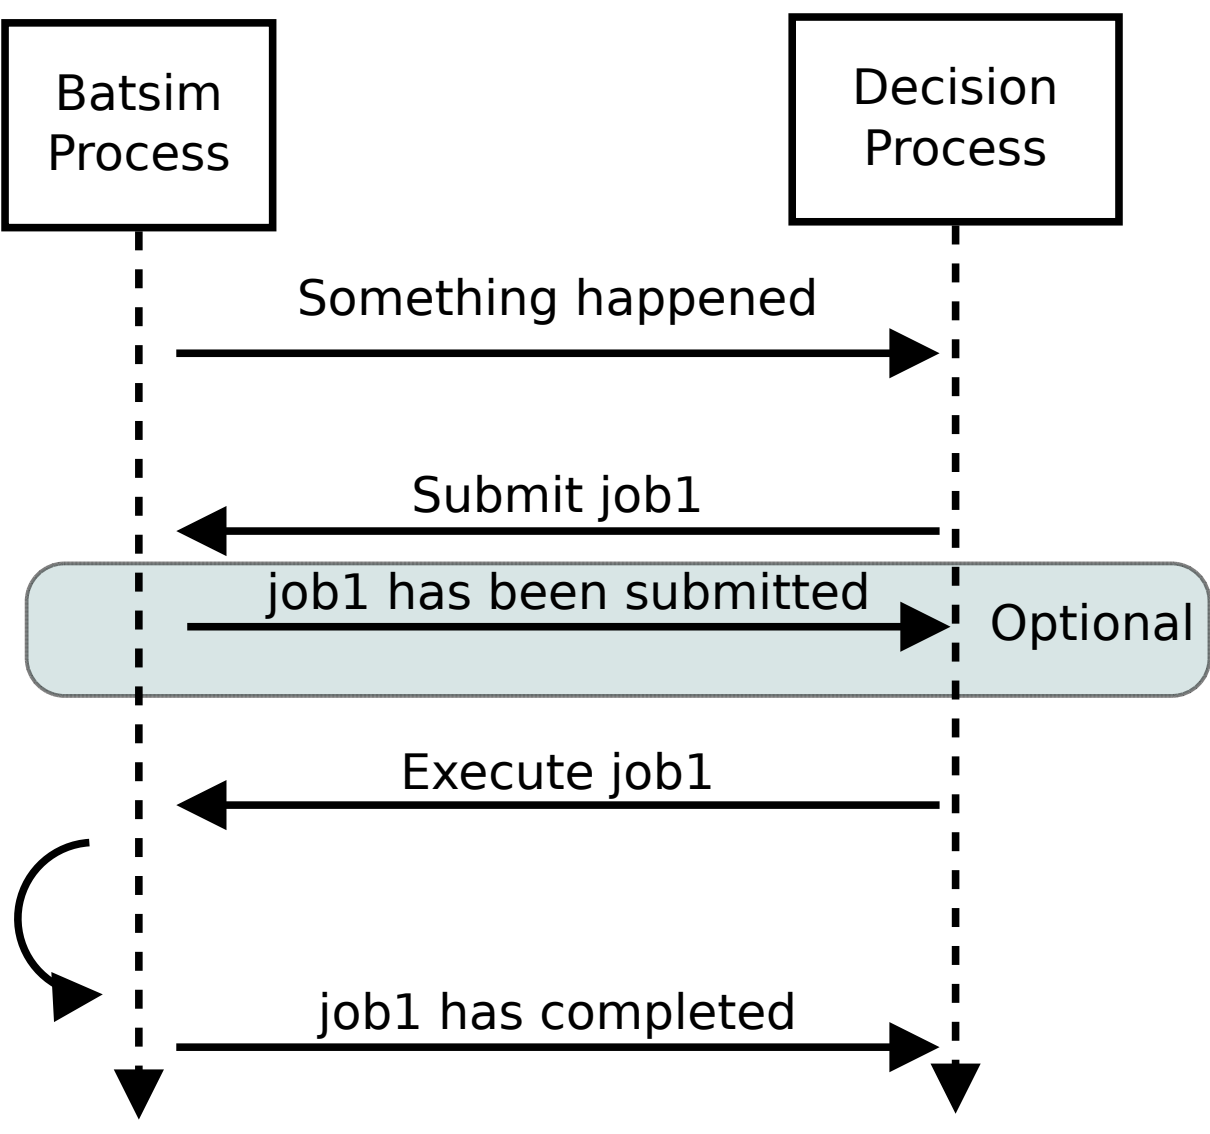 Batsim
Process
Decision
Process
Something happened
Submit job1
job1 has been submitted
Optional
Execute job1
job1 has completed